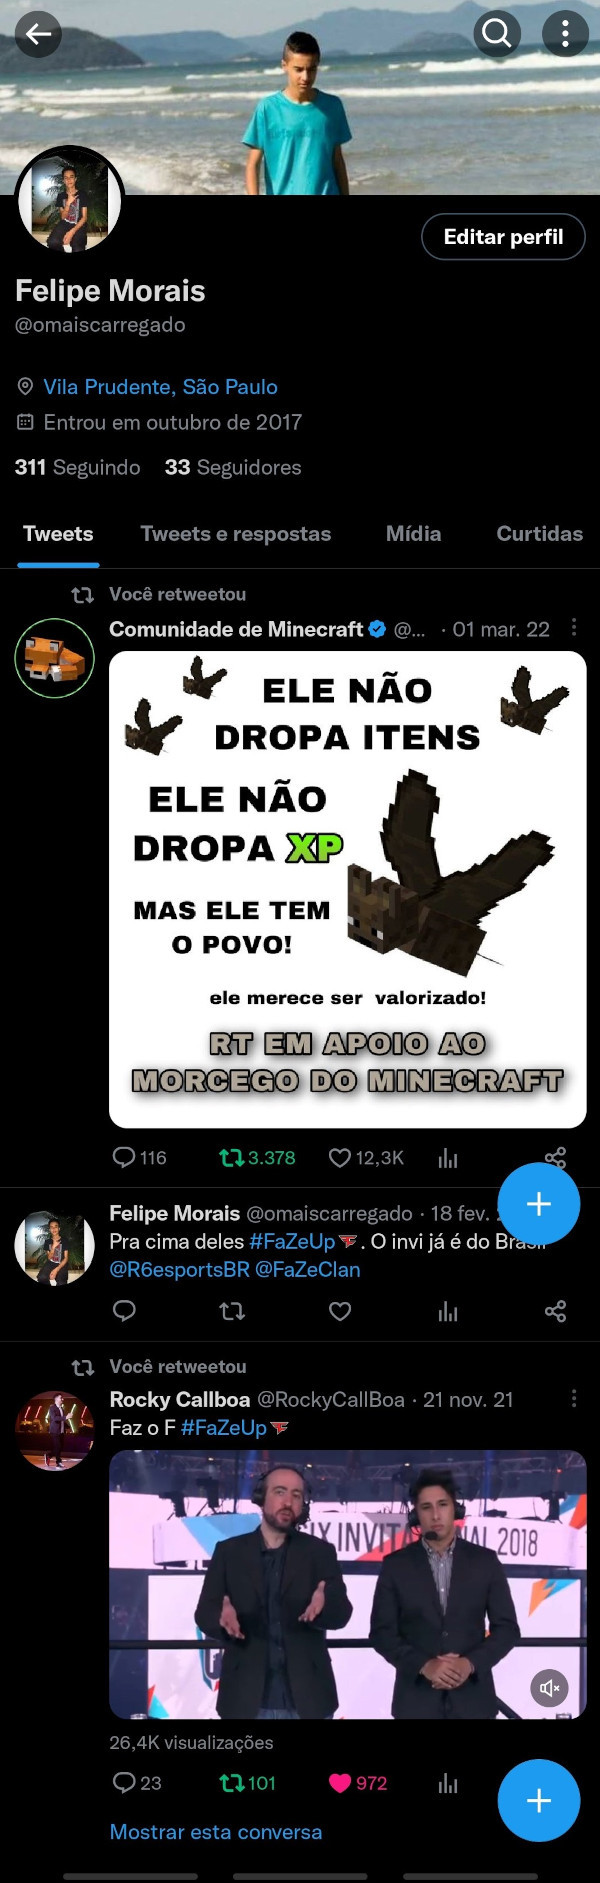 Editar perfil
Felipe Morais
@omaiscarregado
Vila Prudente, São Paulo
Entrou em outubro de 2017
311 Seguindo 33 Seguidores
Tweets Tweets e respostas Mídia Curtidas
Você retweetou
Comunidade de Minecraft @... · 01 mar. 22
ELE NÃO
DROPA ITENS
ELE NÃO
DROPA XP
MAS ELE TEM
O POVO!
ele merece ser valorizado!
RT EM APOIO AO
MORCEGO DO MINECRAFT
116 3.378 12,3K
Felipe Morais @omaiscarregado · 18 fev.
Pra cima deles #FaZeUp. O invi já é do Brasil
@R6esportsBR @FaZeClan
Você retweetou
Rocky Callboa @RockyCallBoa · 21 nov. 21
Faz o F #FaZeUp
SIX INVITATIONAL 2018
26,4K visualizações
23 101 972
Mostrar esta conversa